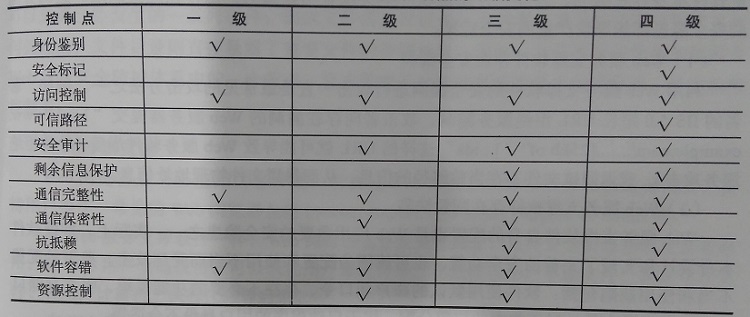 控制点 一 级 二 级 三 级 四 级
身份鉴别 √ √ √ √
安全标记 √
访问控制 √ √ √ √
可信路径 √
安全审计 √ √ √
剩余信息保护 √ √
通信完整性 √ √ √ √
通信保密性 √ √ √
抗抵赖 √ √
软件容错 √ √ √ √
资源控制 √ √ √